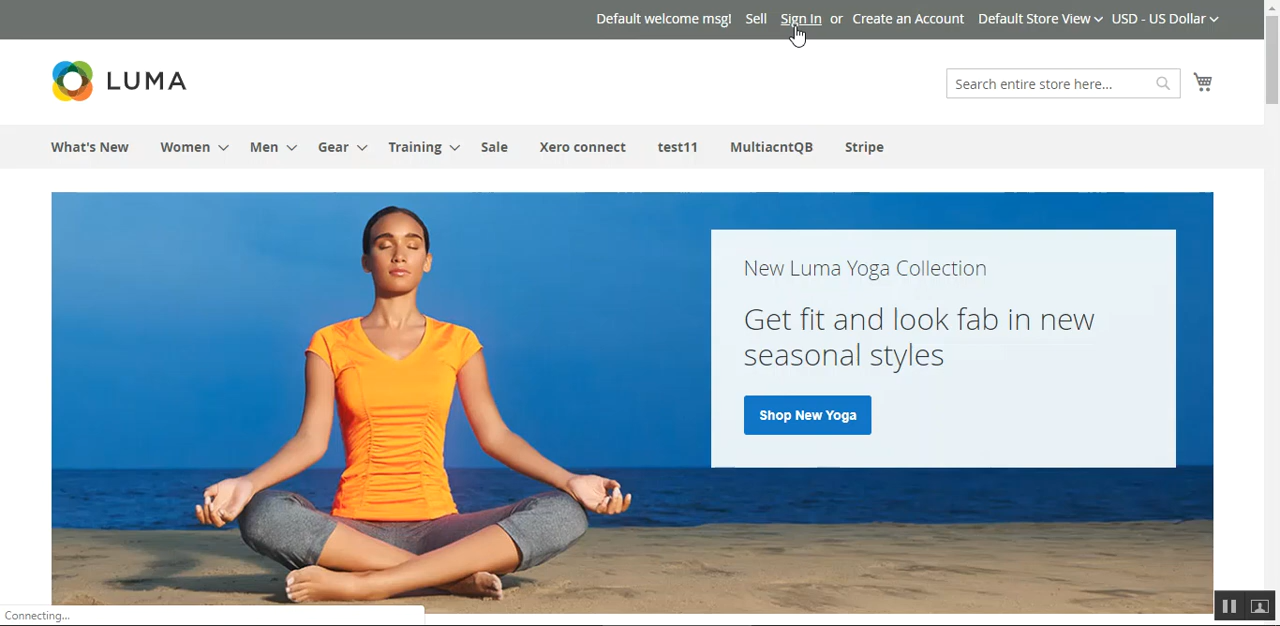 Default welcome msg! Sell Sign In or Create an Account Default Store View USD - US Dollar
LUMA
Search entire store here...
What's New Women Men Gear Training Sale Xero connect test11 MultiacntQB Stripe
New Luma Yoga Collection
Get fit and look fab in new
seasonal styles
Shop New Yoga
Connecting...